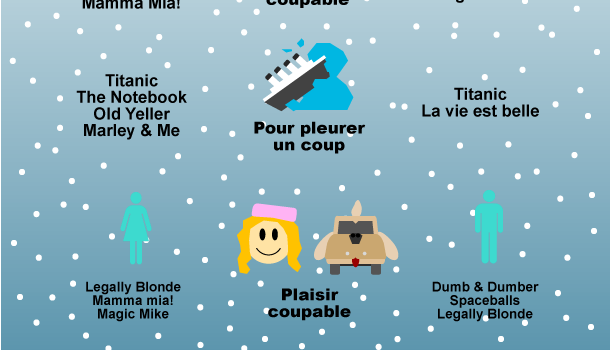 Mamma Mia!
coupable
Titanic
The Notebook
Old Yeller
Marley & Me
Pour pleurer
un coup
Titanic
La vie est belle
Legally Blonde
Mamma mia!
Magic Mike
Plaisir
coupable
Dumb & Dumber
Spaceballs
Legally Blonde